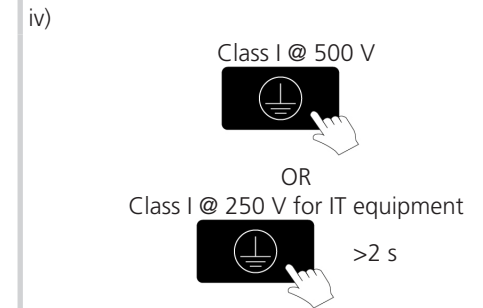 iv)
Class I @ 500 V
OR
Class I @ 250 V for IT equipment
>2 s